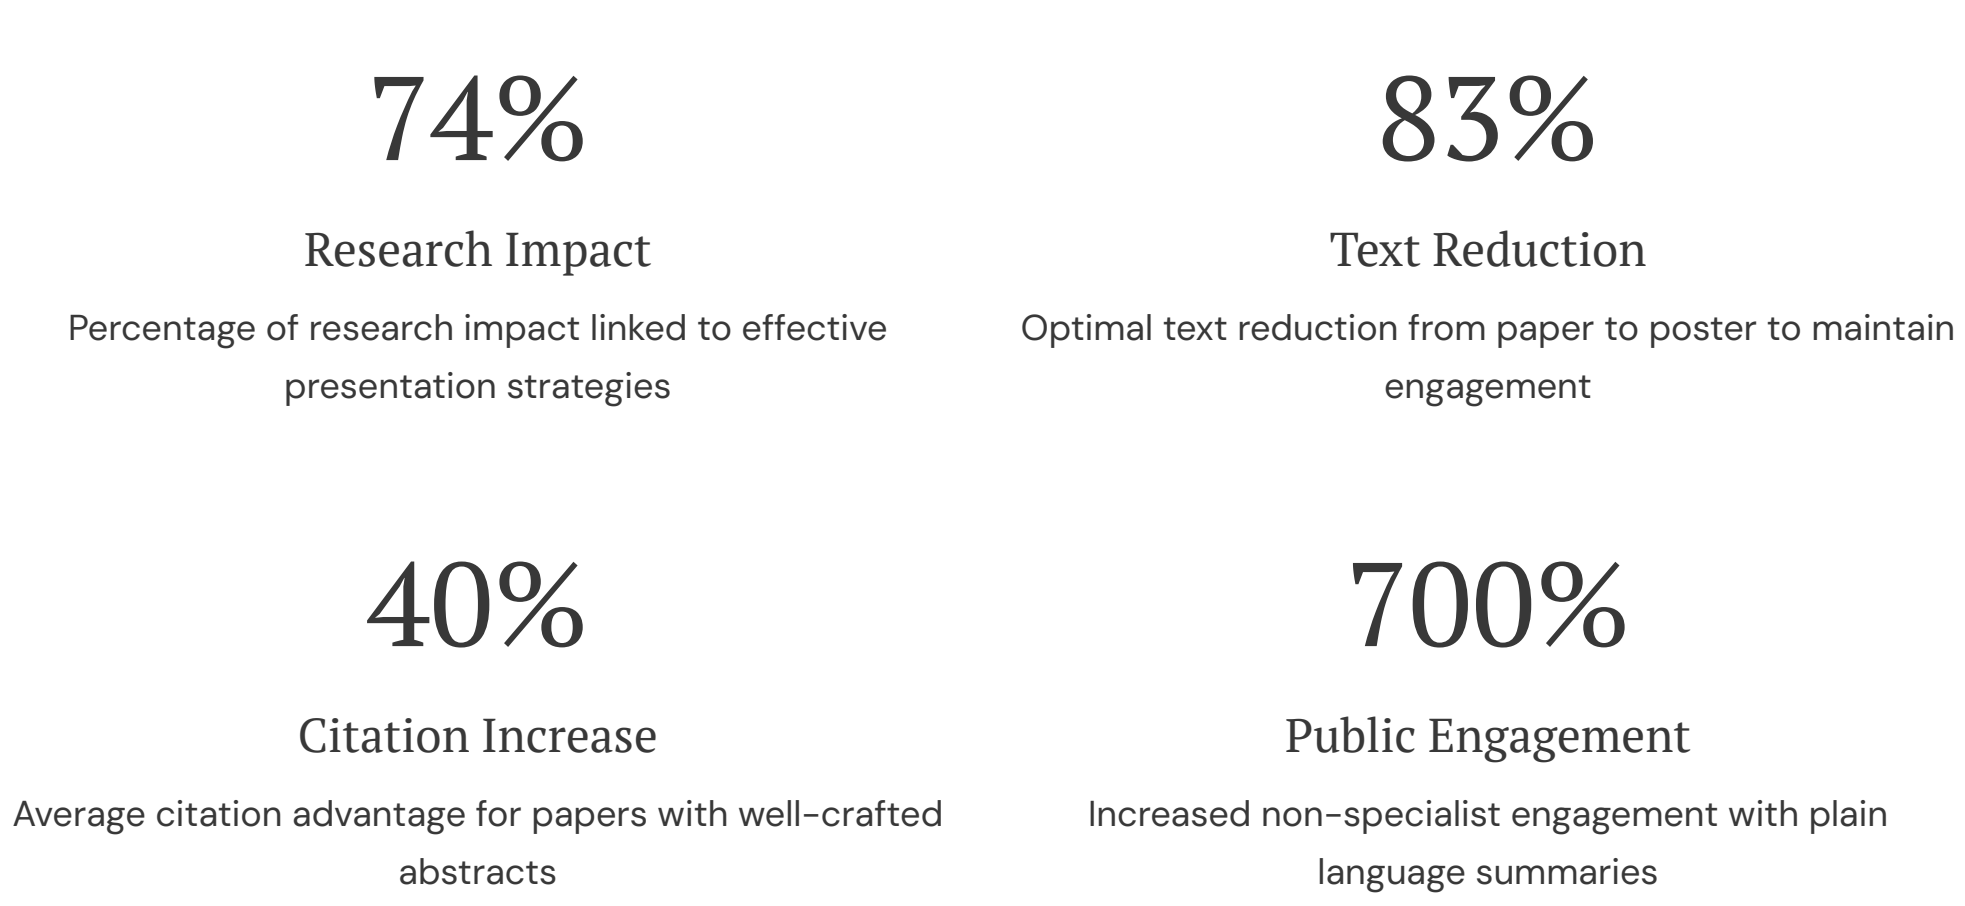 74%
Research Impact
Percentage of research impact linked to effective
presentation strategies
83%
Text Reduction
Optimal text reduction from paper to poster to maintain
engagement
40%
Citation Increase
Average citation advantage for papers with well-crafted
abstracts
700%
Public Engagement
Increased non-specialist engagement with plain
language summaries